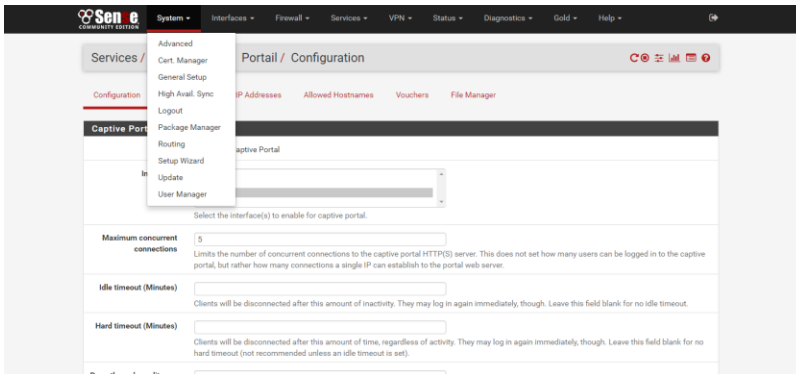 Sense System Interfaces Firewall Services VPN Status Diagnostics Gold Help
COMMUNITY EDITION
Advanced
Cert. Manager
General Setup
High Avail. Sync
Logout
Package Manager
Routing
Setup Wizard
Update
User Manager
Services / Portail / Configuration
Configuration IP Addresses Allowed Hostnames Vouchers File Manager
Captive Port
aptive Portal
Select the interface(s) to enable for captive portal.
Maximum concurrent connections
5
Limits the number of concurrent connections to the captive portal HTTP(S) server. This does not set how many users can be logged in to the captive
portal, but rather how many connections a single IP can establish to the portal web server.
Idle timeout (Minutes)
Clients will be disconnected after this amount of inactivity. They may log in again immediately, though. Leave this field blank for no idle timeout.
Hard timeout (Minutes)
Clients will be disconnected after this amount of time, regardless of activity. They may log in again immediately, though. Leave this field blank for no
hard timeout (not recommended unless an idle timeout is set).